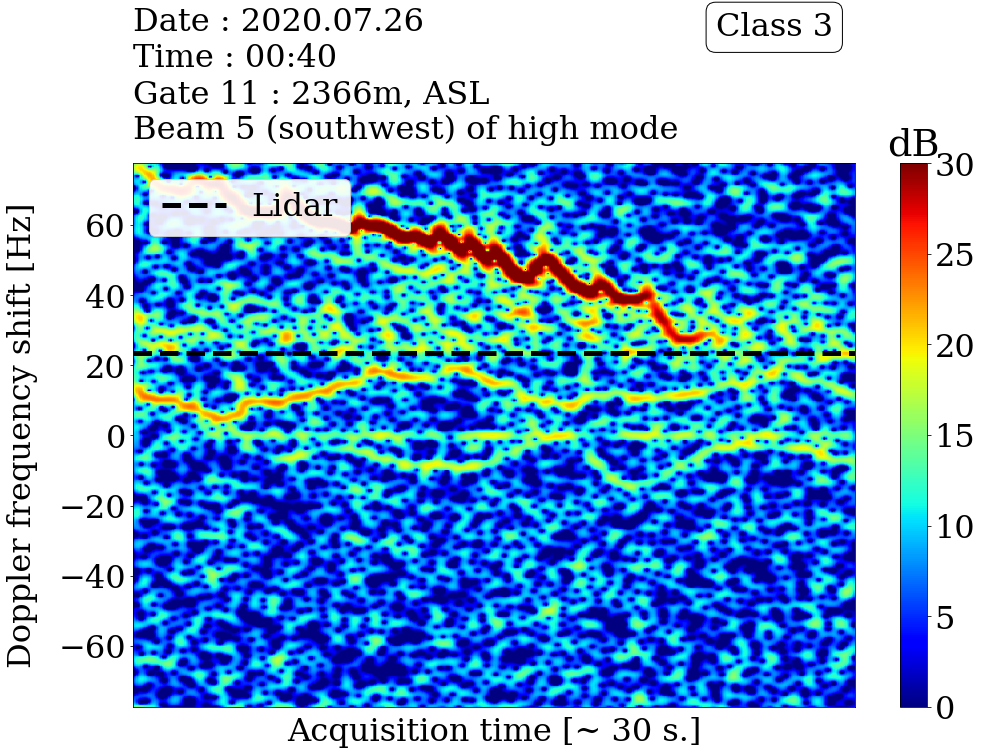 Date : 2020.07.26
Time : 00:40
Gate 11 : 2366m, ASL
Beam 5 (southwest) of high mode
Class 3
dB
Lidar
Doppler frequency shift [Hz]
60
40
20
0
−20
−40
−60
30
25
20
15
10
5
0
Acquisition time [~ 30 s.]